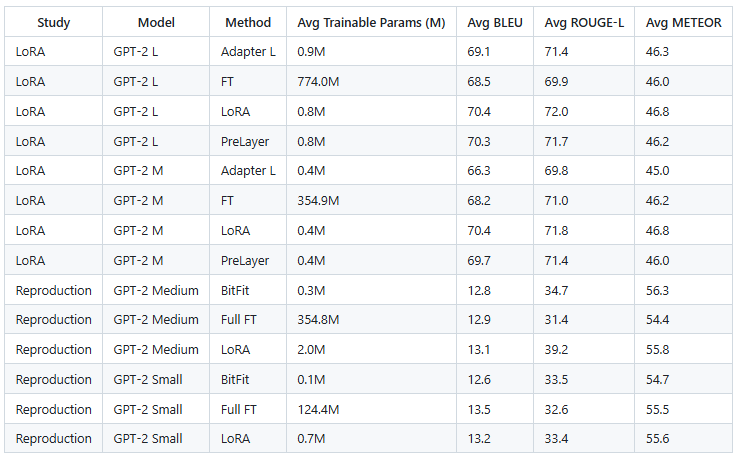 Study Model Method Avg Trainable Params (M) Avg BLEU Avg ROUGE-L Avg METEOR
LoRA GPT-2 L Adapter L 0.9M 69.1 71.4 46.3
LoRA GPT-2 L FT 774.0M 68.5 69.9 46.0
LoRA GPT-2 L LoRA 0.8M 70.4 72.0 46.8
LoRA GPT-2 L PreLayer 0.8M 70.3 71.7 46.2
LoRA GPT-2 M Adapter L 0.4M 66.3 69.8 45.0
LoRA GPT-2 M FT 354.9M 68.2 71.0 46.2
LoRA GPT-2 M LoRA 0.4M 70.4 71.8 46.8
LoRA GPT-2 M PreLayer 0.4M 69.7 71.4 46.0
Reproduction GPT-2 Medium BitFit 0.3M 12.8 34.7 56.3
Reproduction GPT-2 Medium Full FT 354.8M 12.9 31.4 54.4
Reproduction GPT-2 Medium LoRA 2.0M 13.1 39.2 55.8
Reproduction GPT-2 Small BitFit 0.1M 12.6 33.5 54.7
Reproduction GPT-2 Small Full FT 124.4M 13.5 32.6 55.5
Reproduction GPT-2 Small LoRA 0.7M 13.2 33.4 55.6